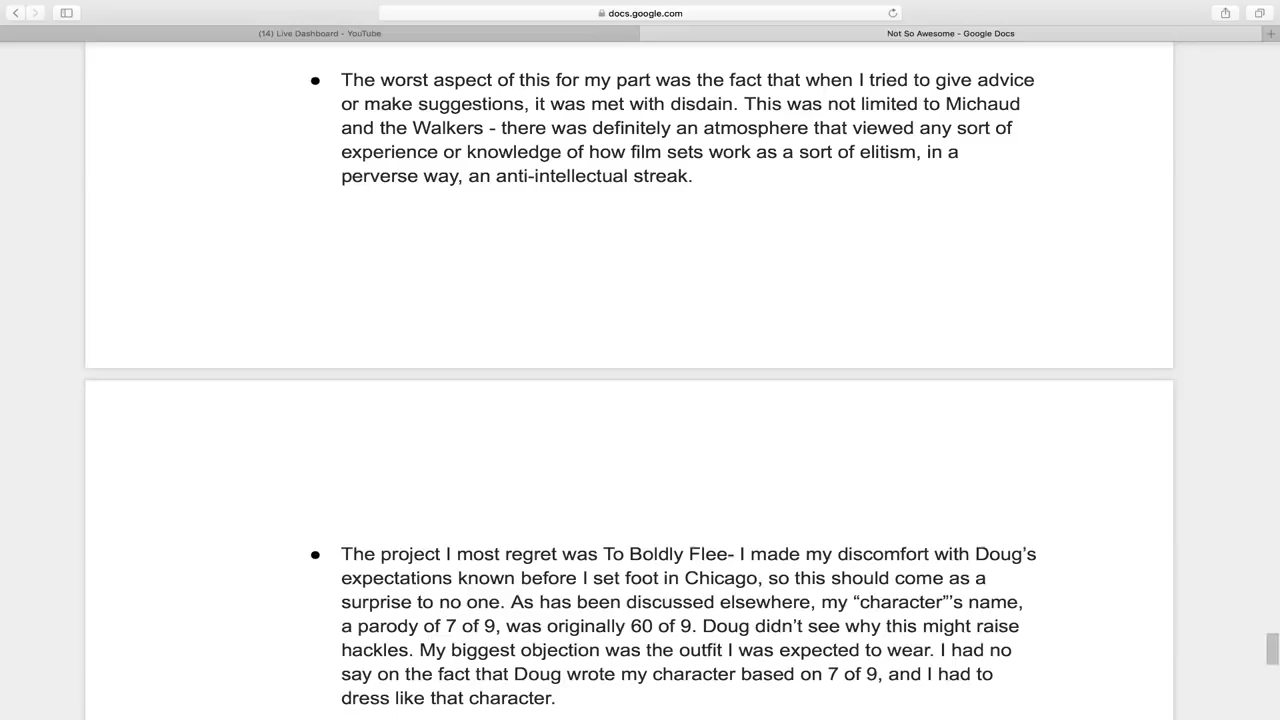 docs.google.com
(14) Live Dashboard - YouTube
Not So Awesome - Google Docs
● The worst aspect of this for my part was the fact that when I tried to give advice
or make suggestions, it was met with disdain. This was not limited to Michaud
and the Walkers - there was definitely an atmosphere that viewed any sort of
experience or knowledge of how film sets work as a sort of elitism, in a
perverse way, an anti-intellectual streak.
● The project I most regret was To Boldly Flee- I made my discomfort with Doug’s
expectations known before I set foot in Chicago, so this should come as a
surprise to no one. As has been discussed elsewhere, my “character”’s name,
a parody of 7 of 9, was originally 60 of 9. Doug didn’t see why this might raise
hackles. My biggest objection was the outfit I was expected to wear. I had no
say on the fact that Doug wrote my character based on 7 of 9, and I had to
dress like that character.